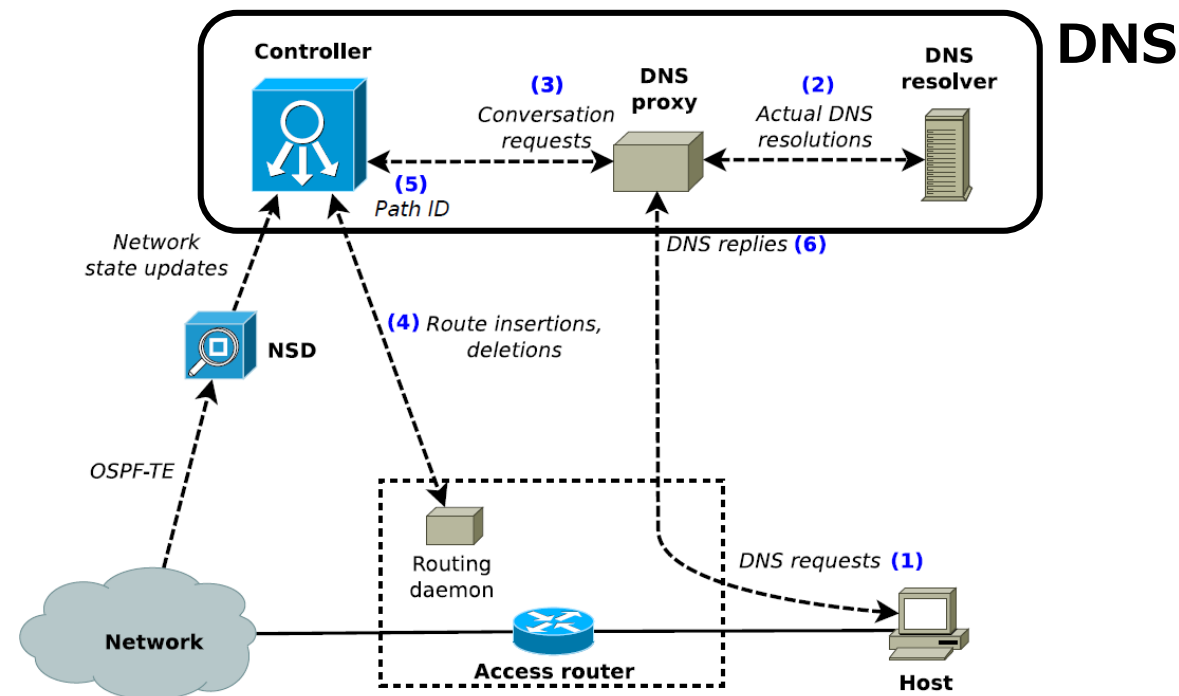 DNS
Controller
DNS
proxy
DNS
resolver
(3)
Conversation
requests
(2)
Actual DNS
resolutions
(5)
Path ID
Network
state updates
DNS replies (6)
(4) Route insertions,
deletions
NSD
OSPF-TE
Routing
daemon
DNS requests (1)
Network
Access router
Host